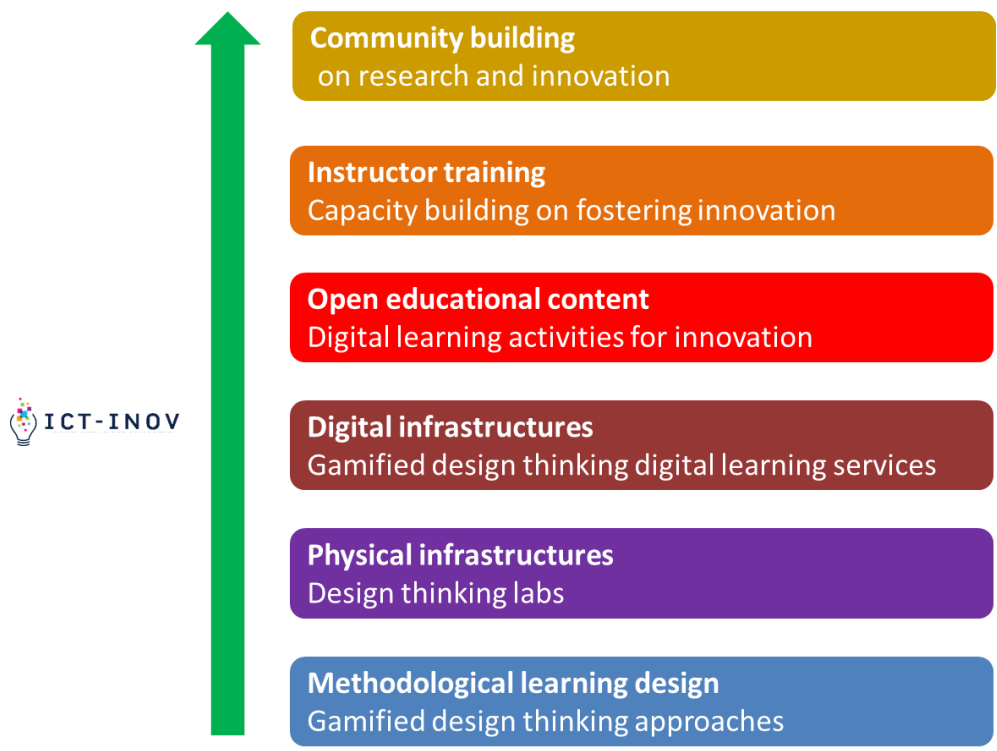 Community building
on research and innovation
Instructor training
Capacity building on fostering innovation
Open educational content
Digital learning activities for innovation
ICT-INOV
Digital infrastructures
Gamified design thinking digital learning services
Physical infrastructures
Design thinking labs
Methodological learning design
Gamified design thinking approaches